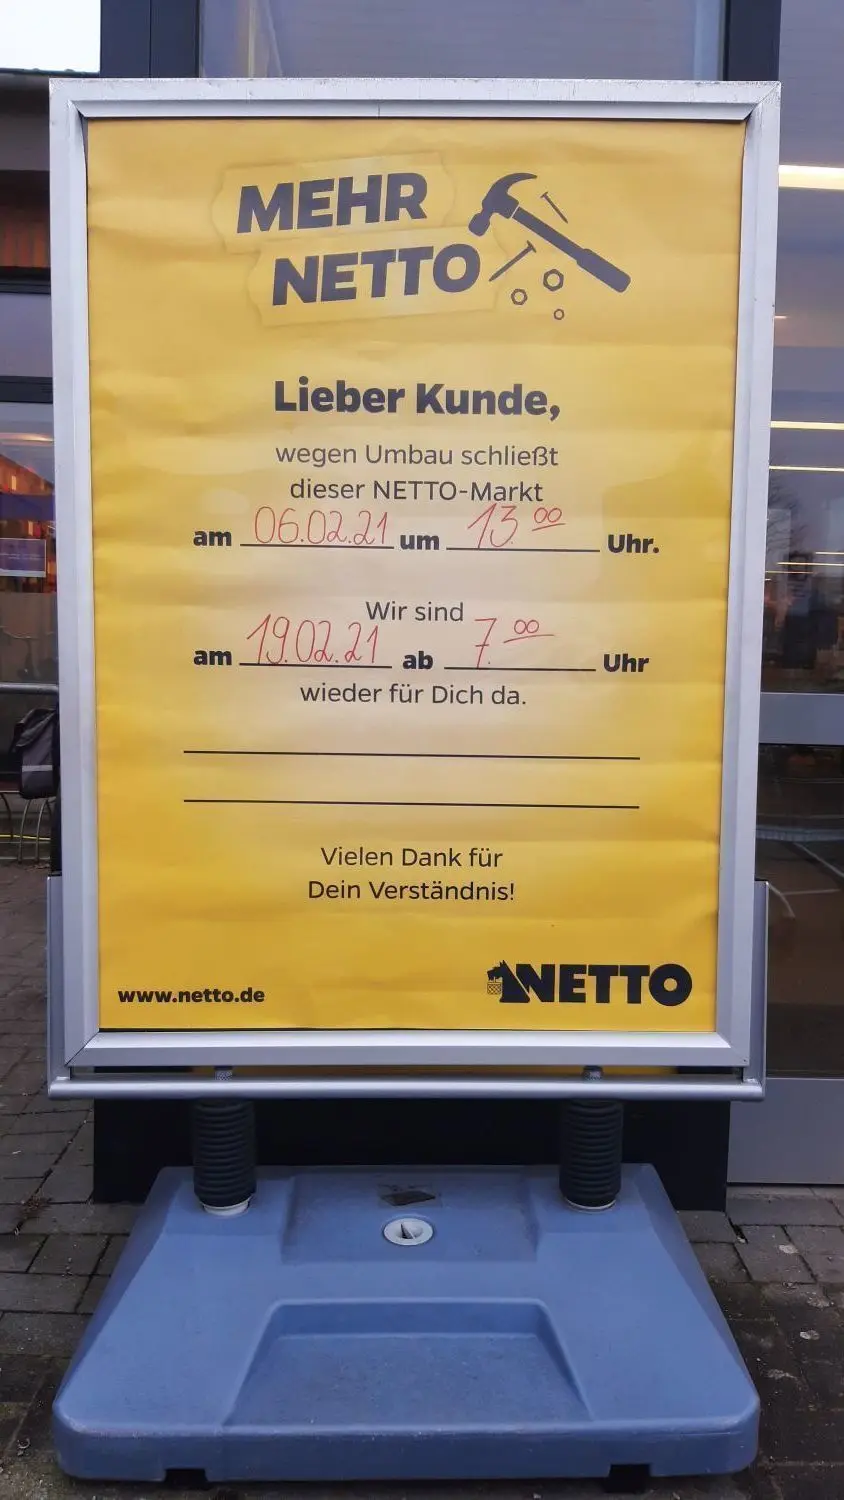 MEHR
NETTO
Lieber Kunde,
wegen Umbau schließt
dieser NETTO-Markt
am 06.02.21 um 13.00 Uhr.
Wir sind
am 19.02.21 ab 7.00 Uhr
wieder für Dich da.
Vielen Dank für
Dein Verständnis!
www.netto.de
NETTO